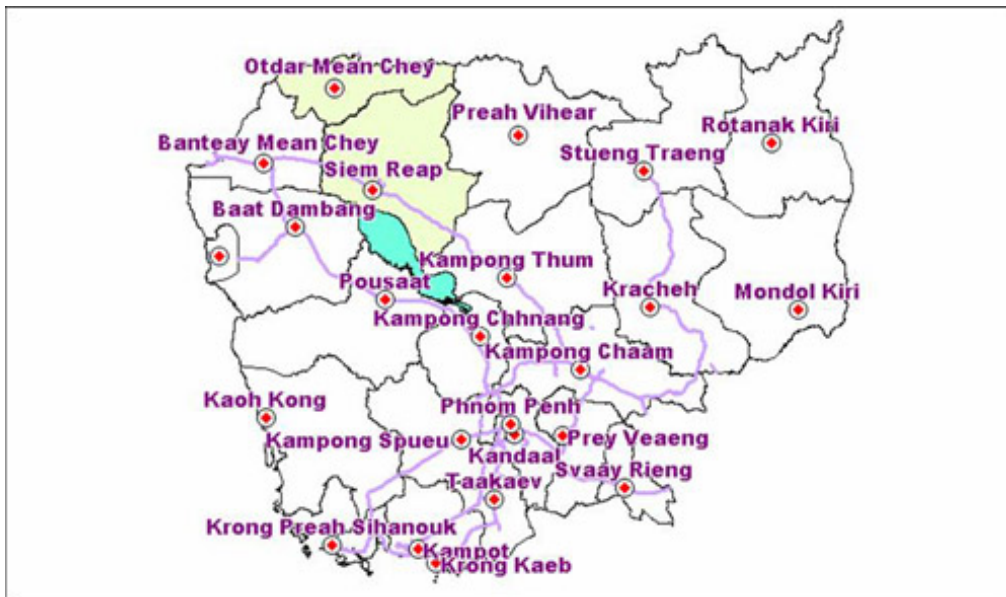 Otdar Mean Chey
Preah Vihear
Rotanak Kiri
Banteay Mean Chey
Stueng Traeng
Siem Reap
Baat Dambang
Kampong Thum
Pousaat
Kracheh
Mondol Kiri
Kampong Chhnang
Kampong Chaam
Kaoh Kong
Phnom Penh
Kampong Spueu
Prey Veaeng
Kandaal
Svaay Rieng
Taakaev
Krong Preah Sihanouk
Kampot
Krong Kaeb